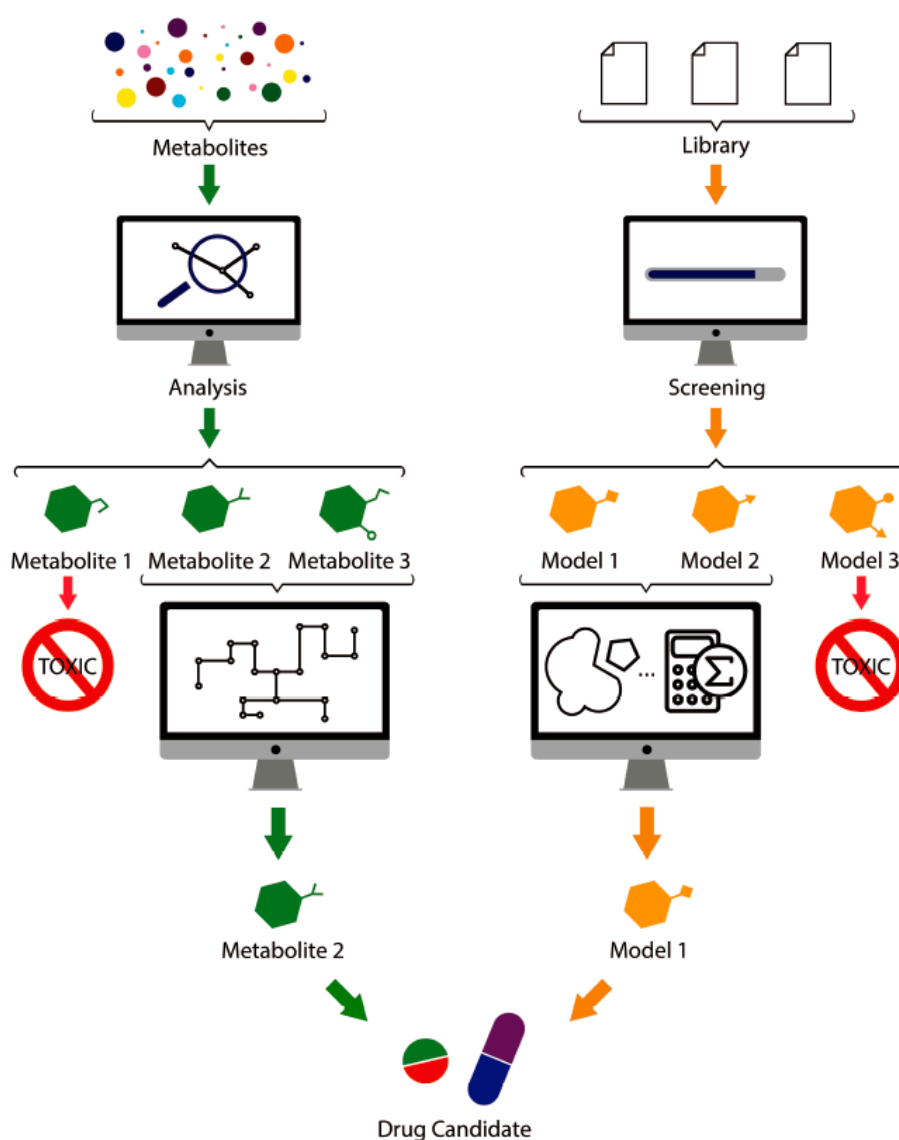 Metabolites
Library
Analysis
Screening
Metabolite 1
Metabolite 2
Metabolite 3
Model 1
Model 2
Model 3
TOXIC
...
Σ
TOXIC
Metabolite 2
Model 1
Drug Candidate